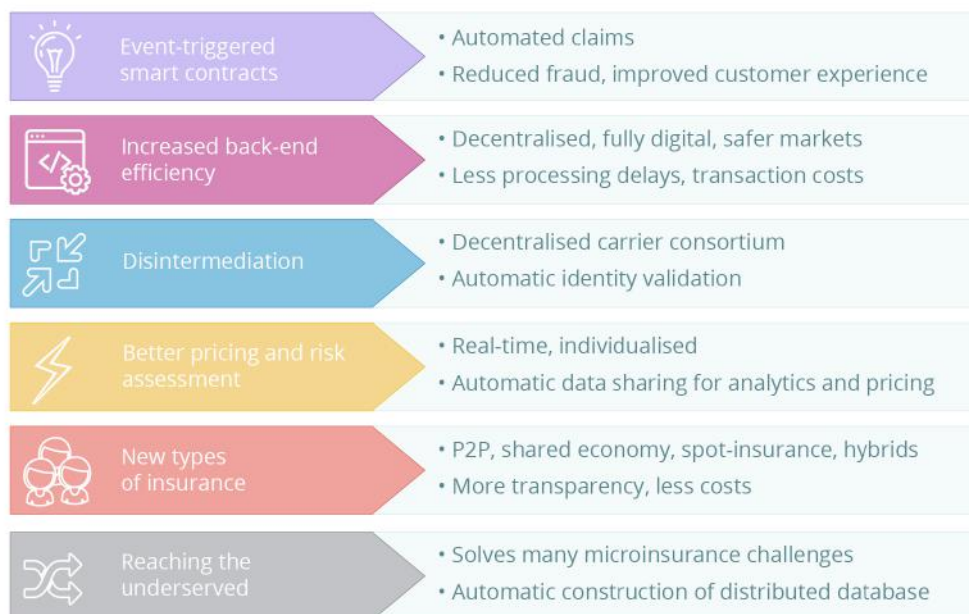 Event-triggered
smart contracts
• Automated claims
• Reduced fraud, improved customer experience
Increased back-end
efficiency
• Decentralised, fully digital, safer markets
• Less processing delays, transaction costs
Disintermediation
• Decentralised carrier consortium
• Automatic identity validation
Better pricing and risk
assessment
• Real-time, individualised
• Automatic data sharing for analytics and pricing
New types
of insurance
• P2P, shared economy, spot-insurance, hybrids
• More transparency, less costs
Reaching the
underserved
• Solves many microinsurance challenges
• Automatic construction of distributed database